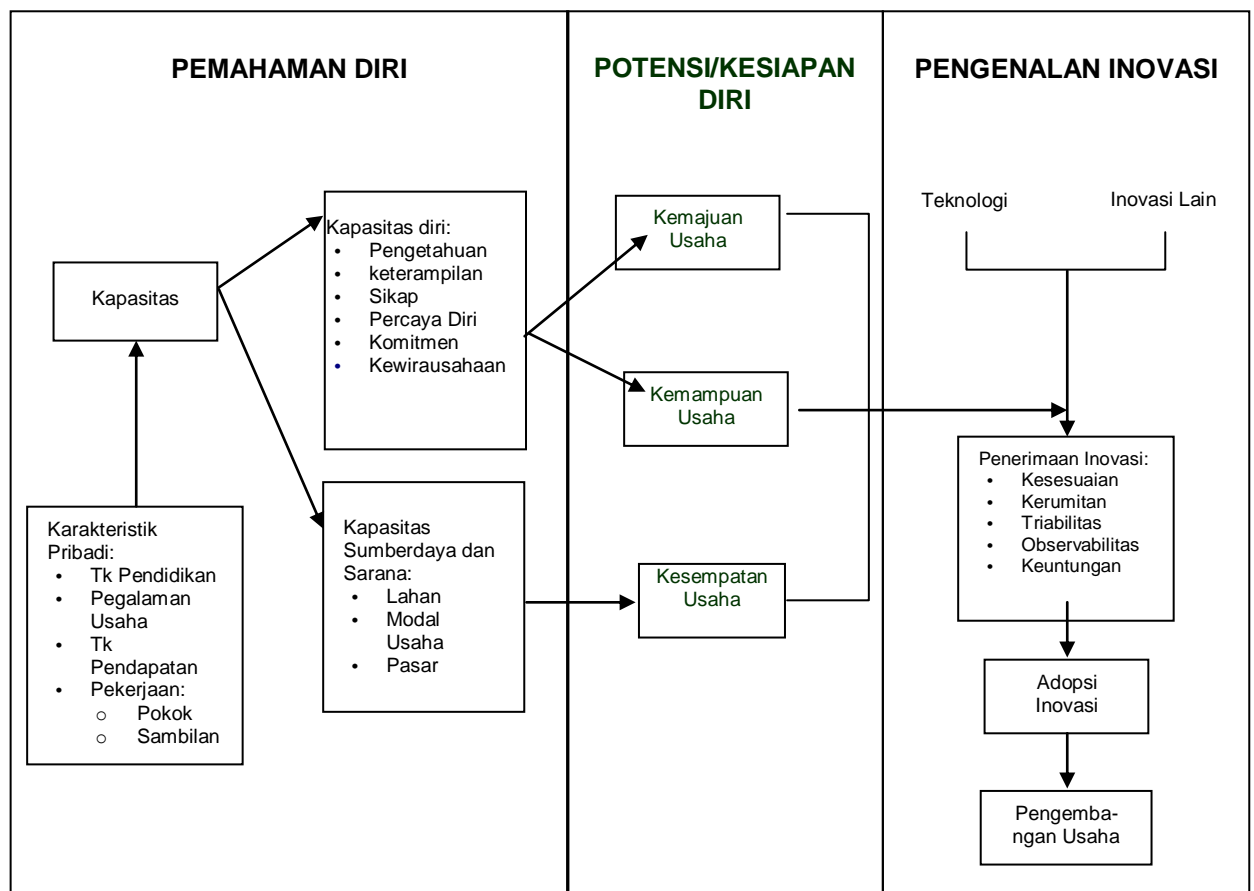 PEMAHAMAN DIRI
Kapasitas
Karakteristik
Pribadi:
• Tk Pendidikan
• Pegalaman
Usaha
• Tk
Pendapatan
• Pekerjaan:
o Pokok
o Sambilan
Kapasitas diri:
• Pengetahuan
• keterampilan
• Sikap
• Percaya Diri
• Komitmen
• Kewirausahaan
Kapasitas
Sumberdaya dan
Sarana:
• Lahan
• Modal
Usaha
• Pasar
POTENSI/KESIAPAN
DIRI
Kemajuan
Usaha
Kemampuan
Usaha
Kesempatan
Usaha
PENGENALAN INOVASI
Teknologi
Inovasi Lain
Penerimaan Inovasi:
• Kesesuaian
• Kerumitan
• Triabilitas
• Observabilitas
• Keuntungan
Adopsi
Inovasi
Pengemba-
ngan Usaha